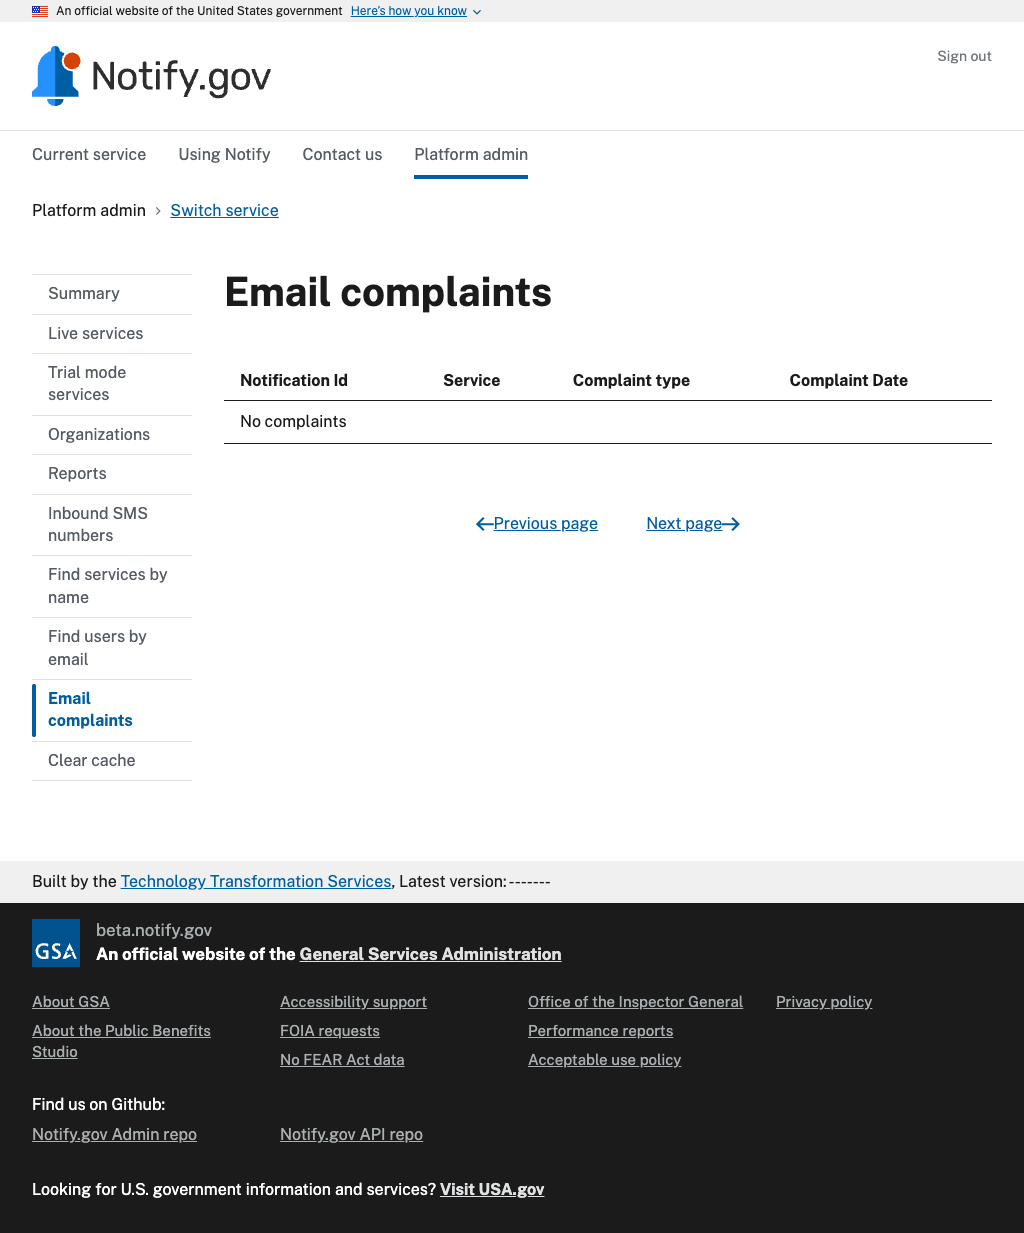 An official website of the United States government Here's how you know
Notify.gov
Sign out
Current service Using Notify Contact us Platform admin
Platform admin Switch service
Summary
Live services
Trial mode
services
Organizations
Reports
Inbound SMS
numbers
Find services by
name
Find users by
email
Email
complaints
Clear cache
Email complaints
Notification Id Service Complaint type Complaint Date
No complaints
Previous page Next page
Built by the Technology Transformation Services, Latest version:-------
GSA
beta.notify.gov
An official website of the General Services Administration
About GSA
About the Public Benefits
Studio
Accessibility support
FOIA requests
No FEAR Act data
Office of the Inspector General
Performance reports
Acceptable use policy
Privacy policy
Find us on Github:
Notify.gov Admin repo Notify.gov API repo
Looking for U.S. government information and services? Visit USA.gov